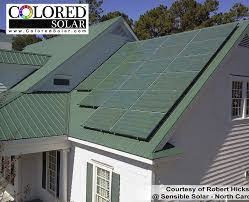 COLORED
SOLAR
www.ColoredSolar.com
Courtesy of Robert Hicks
@ Sensible Solar - North Car